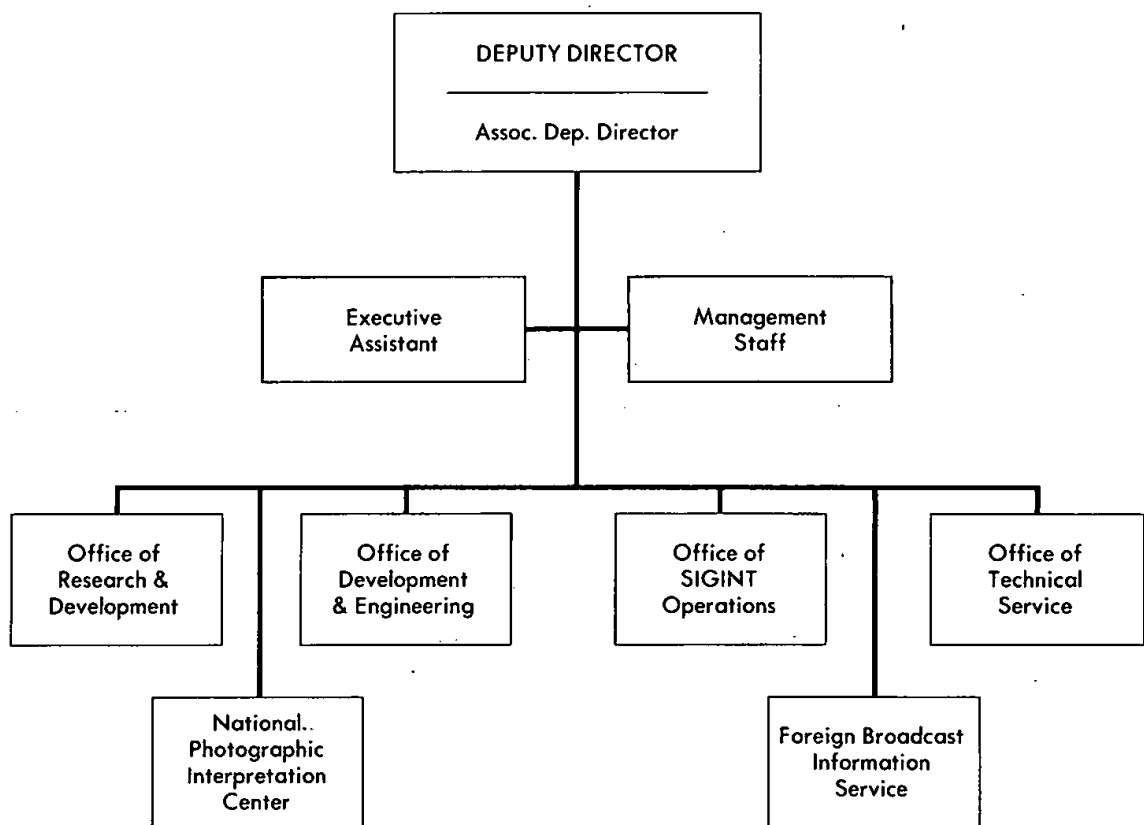 DEPUTY DIRECTOR
Assoc. Dep. Director
Executive
Assistant
Management
Staff
Office of
Research &
Development
Office of
Development
& Engineering
Office of
SIGINT
Operations
Office of
Technical
Service
National
Photographic
Interpretation
Center
Foreign Broadcast
Information
Service